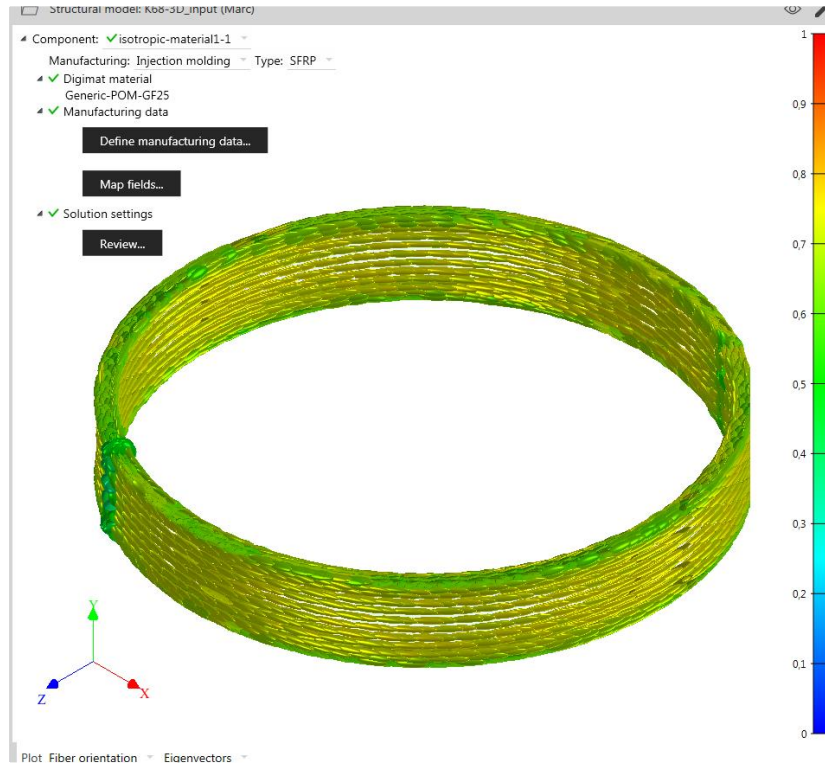 Structural model: K68-3D_input (Marc)
Component: isotropic-material1-1
Manufacturing: Injection molding Type: SFRP
Digimat material
Generic-POM-GF25
Manufacturing data
Define manufacturing data...
Map fields...
Solution settings
Review...
1
0,9
0,8
0,7
0,6
0,5
0,4
0,3
0,2
0,1
0
Y
Z
X
Plot Fiber orientation Eigenvectors